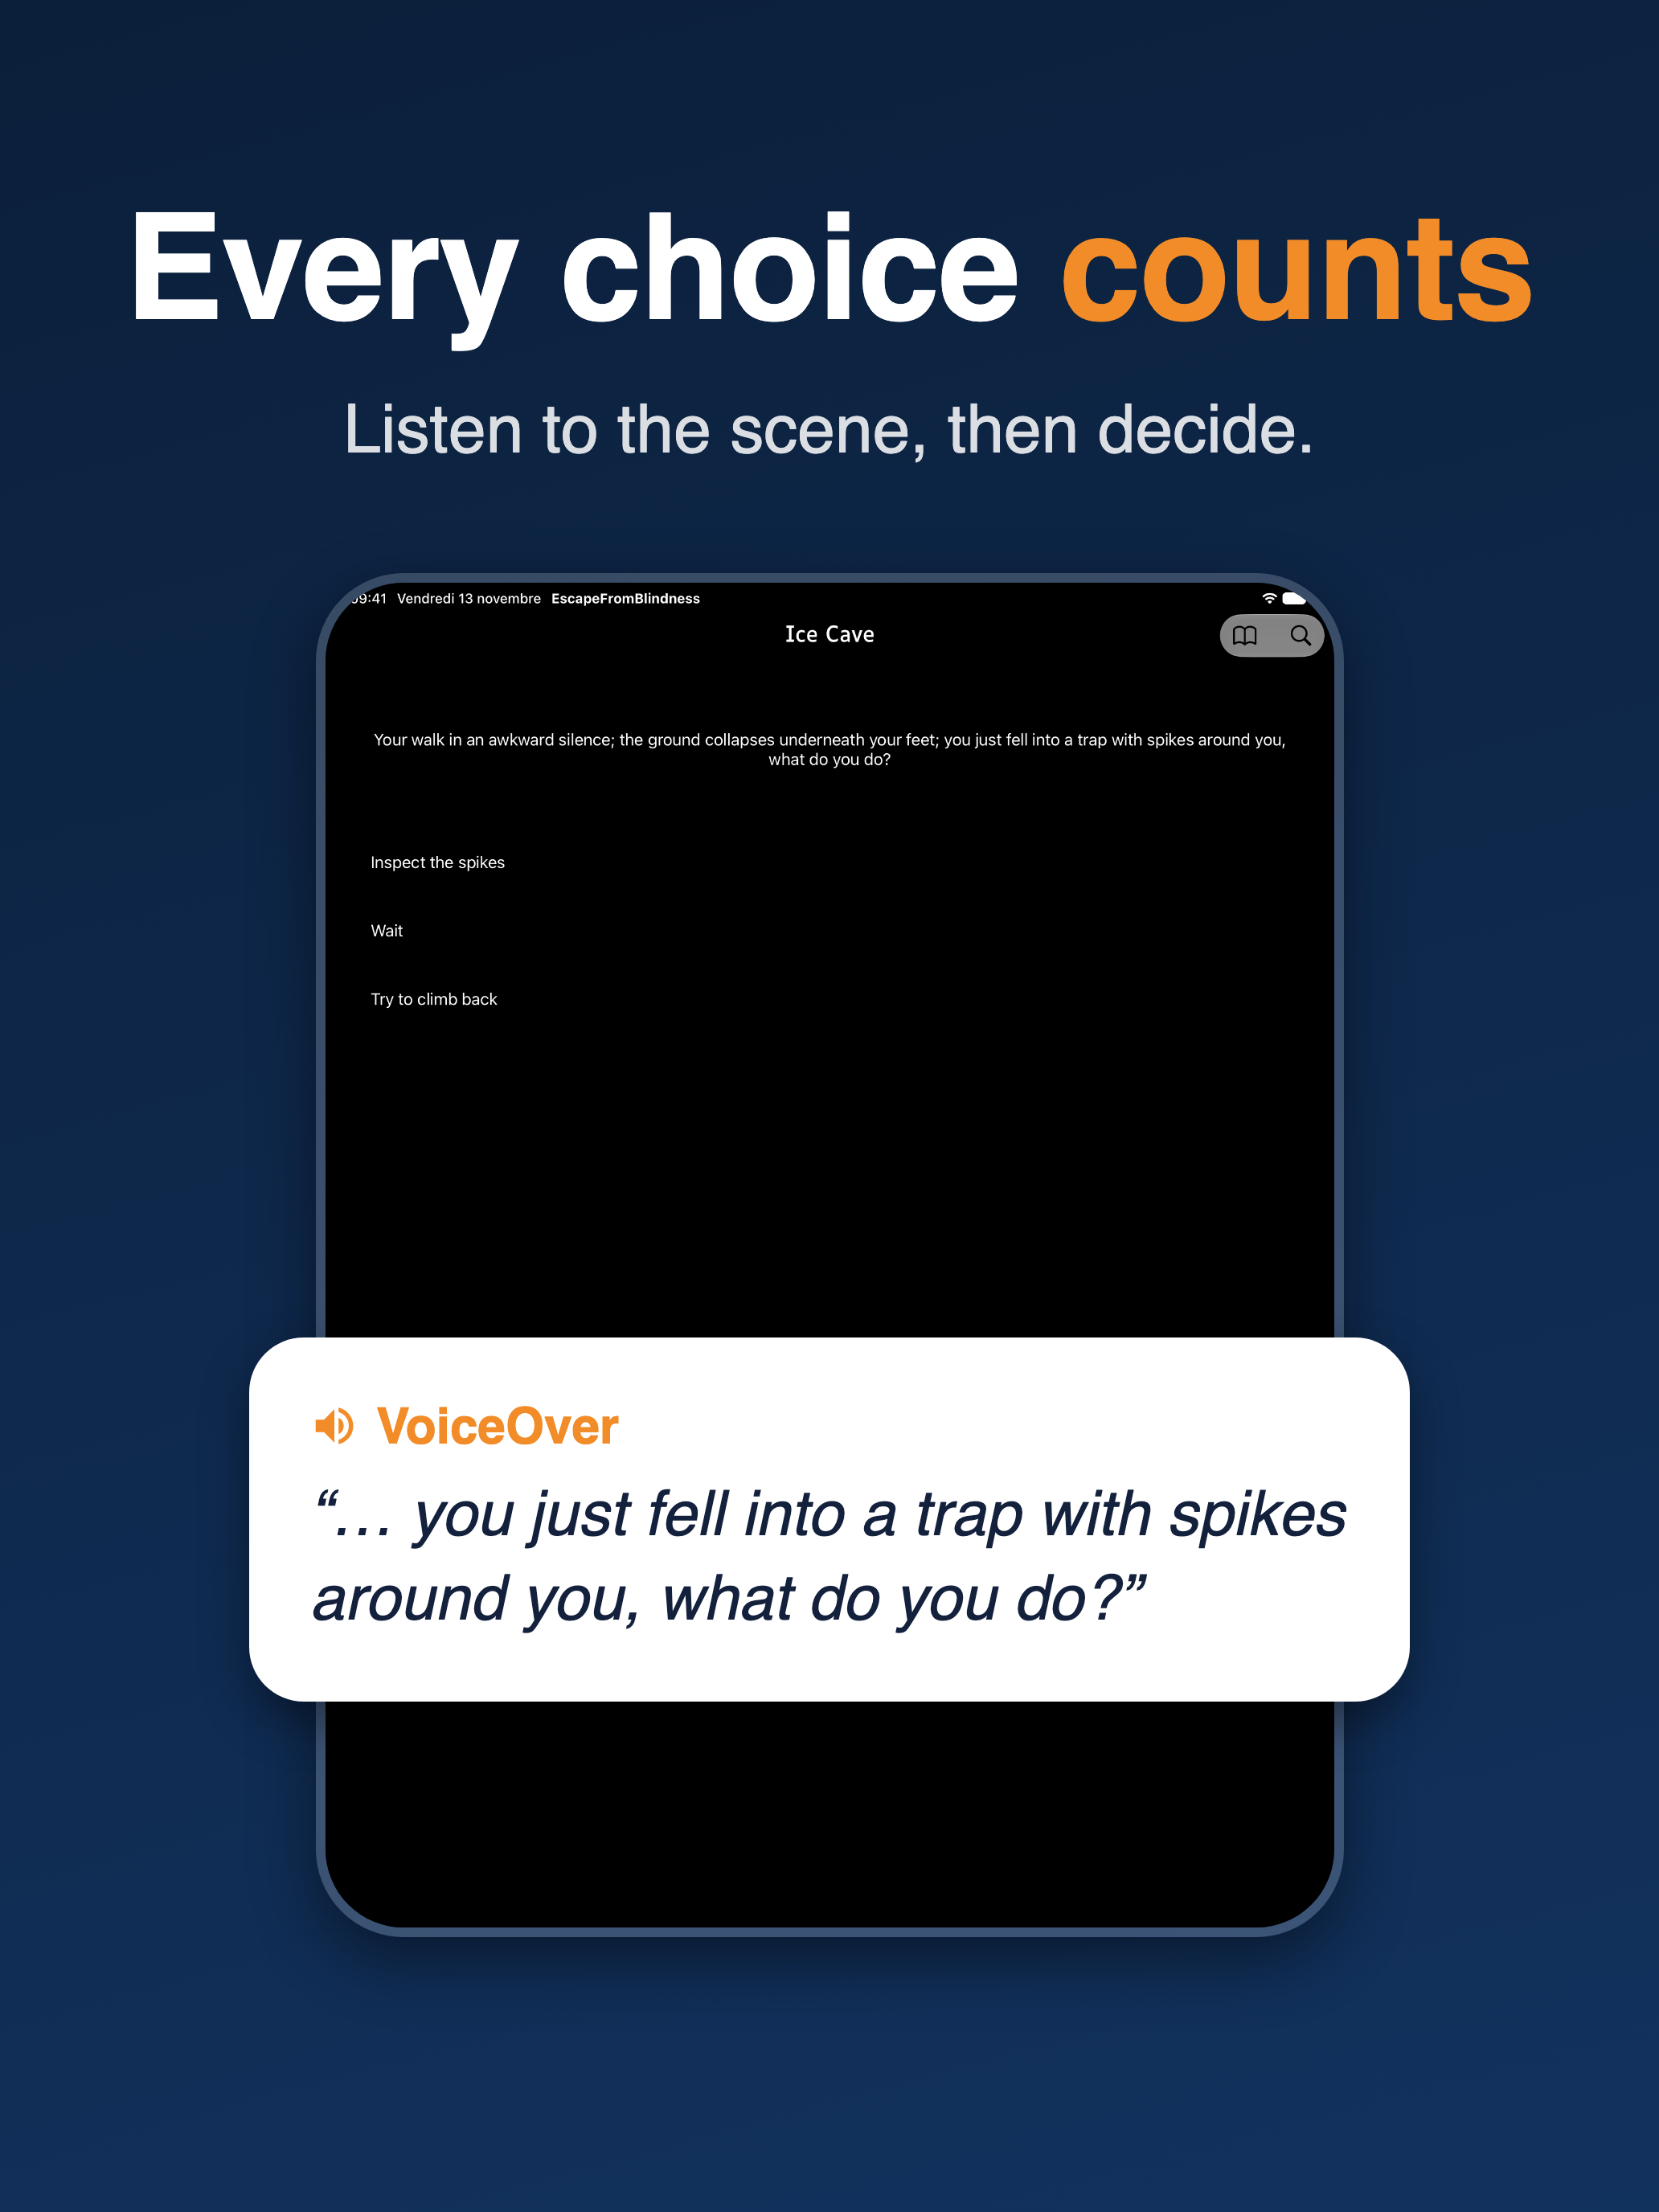 Every choice counts
Listen to the scene, then decide.
09:41 Vendredi 13 novembre EscapeFromBlindness
Ice Cave
Your walk in an awkward silence; the ground collapses underneath your feet; you just fell into a trap with spikes around you,
what do you do?
Inspect the spikes
Wait
Try to climb back
VoiceOver
“… you just fell into a trap with spikes
around you, what do you do?”